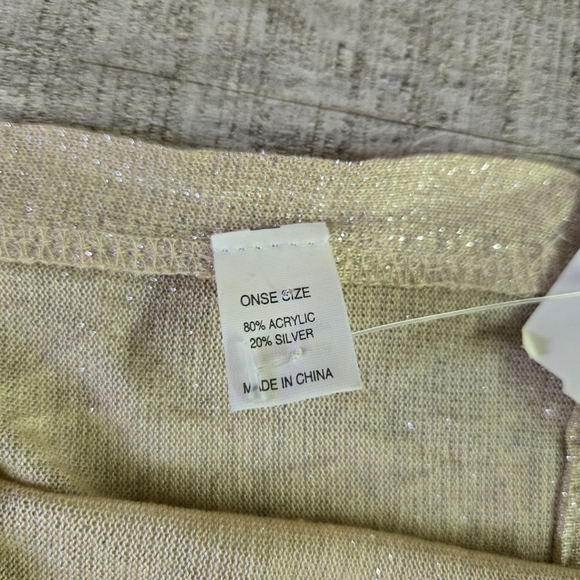 ONSE SIZE
80% ACRYLIC
20% SILVER
MADE IN CHINA